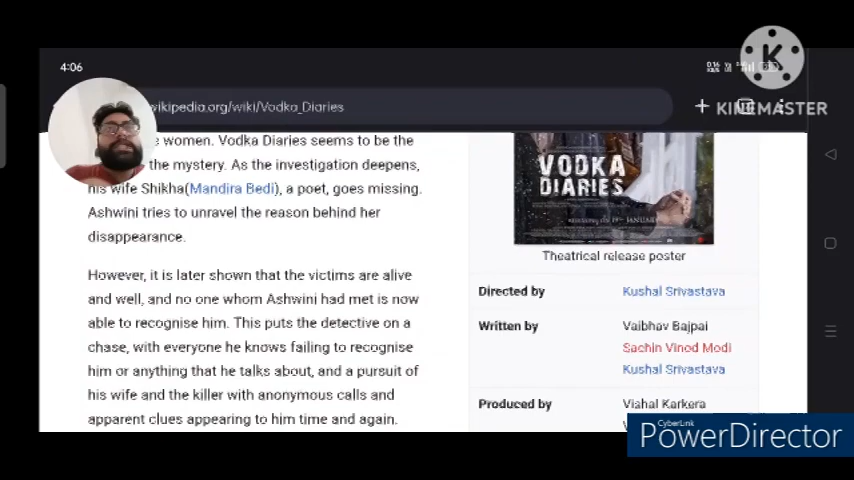 4:06
0.16
KINEMASTER
wikipedia.org/wiki/Vodka_Diaries
women. Vodka Diaries seems to be the
the mystery. As the investigation deepens,
his wife Shikha(Mandira Bedi), a poet, goes missing.
Ashwini tries to unravel the reason behind her
disappearance.
However, it is later shown that the victims are alive
and well, and no one whom Ashwini had met is now
able to recognise him. This puts the detective on a
chase, with everyone he knows failing to recognise
him or anything that he talks about, and a pursuit of
his wife and the killer with anonymous calls and
apparent clues appearing to him time and again.
VODKA
DIARIES
Theatrical release poster
Directed by Kushal Srivastava
Written by Vaibhav Bajpai
Sachin Vinod Modi
Kushal Srivastava
Produced by Vishal Karkera
CyberLink
PowerDirector